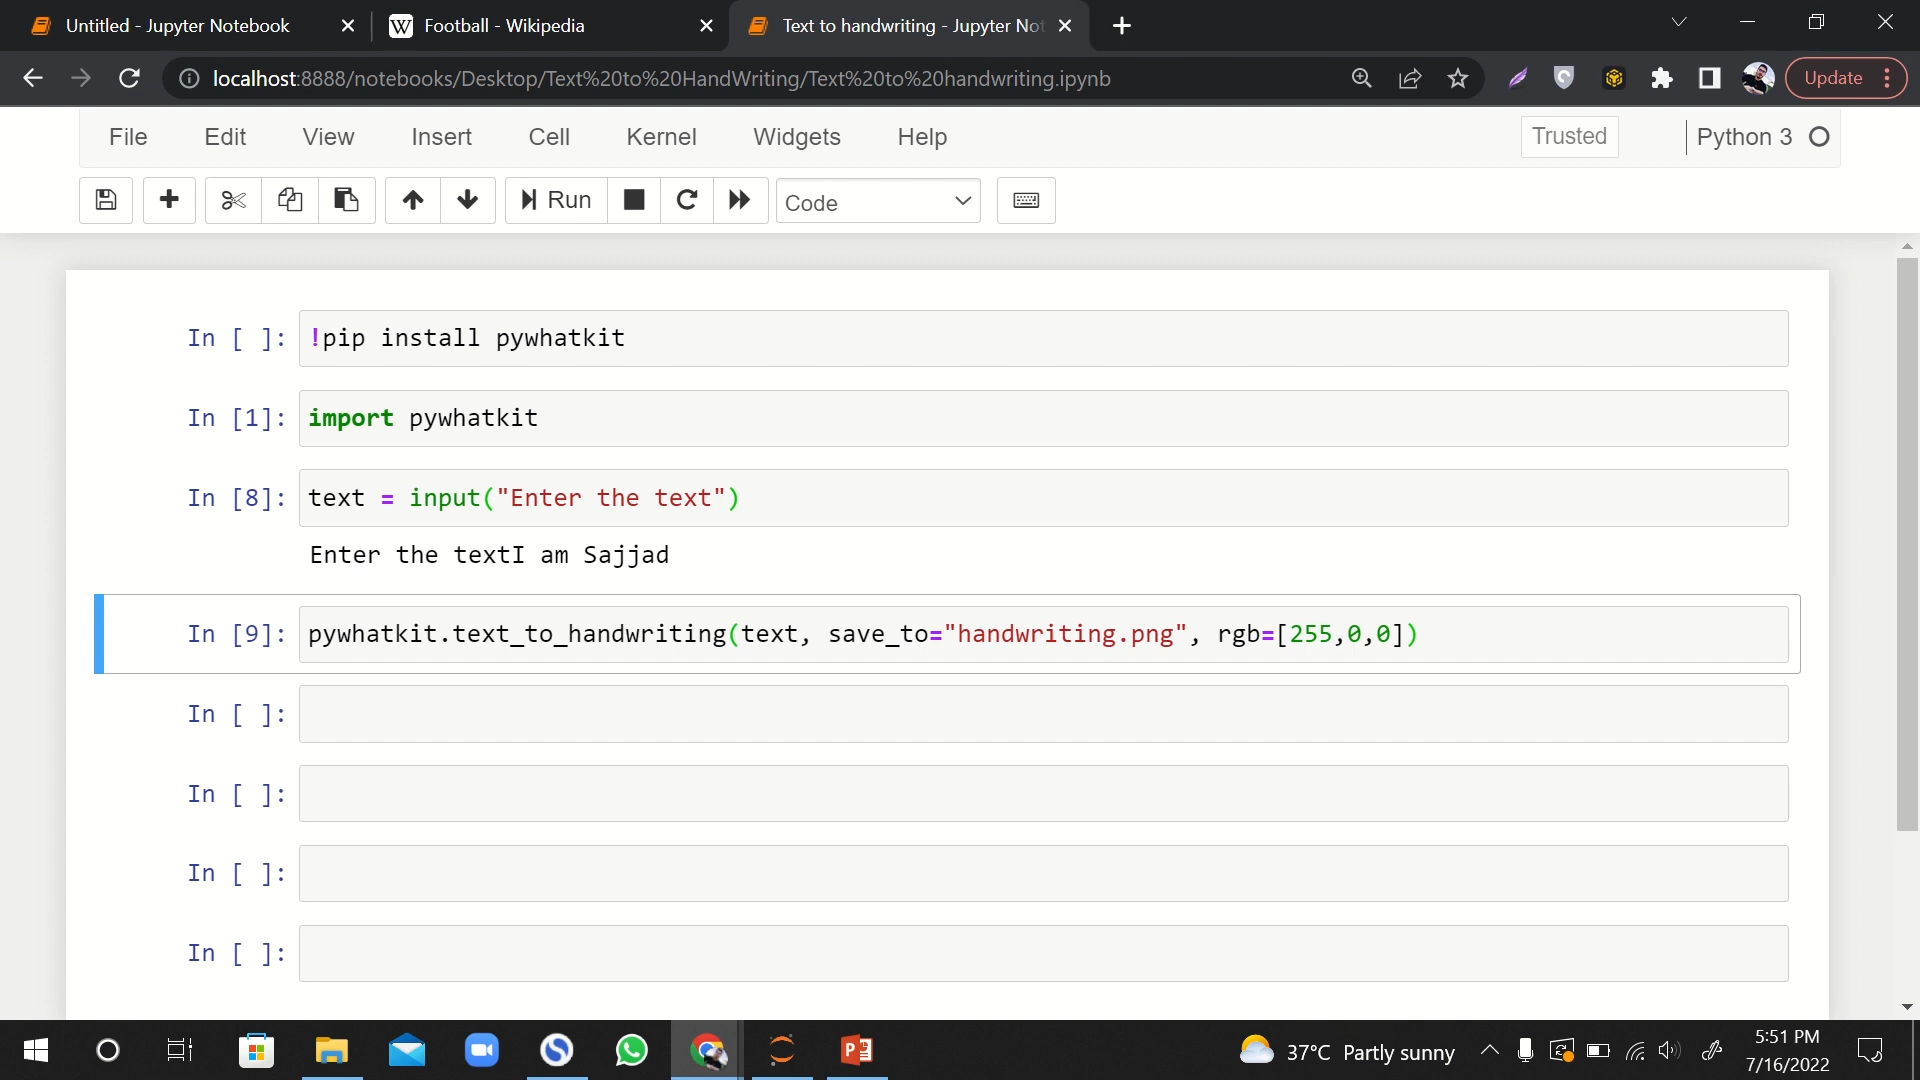 Untitled - Jupyter Notebook
Football - Wikipedia
Text to handwriting - Jupyter Not
localhost:8888/notebooks/Desktop/Text%20to%20HandWriting/Text%20to%20handwriting.ipynb
Update
File Edit View Insert Cell Kernel Widgets Help
Trusted
Python 3
Run
Code
In [ ]: !pip install pywhatkit
In [1]: import pywhatkit
In [8]: text = input("Enter the text")
Enter the textI am Sajjad
In [9]: pywhatkit.text_to_handwriting(text, save_to="handwriting.png", rgb=[255,0,0])
In [ ]:
In [ ]:
In [ ]:
In [ ]:
37°C Partly sunny
5:51 PM
7/16/2022